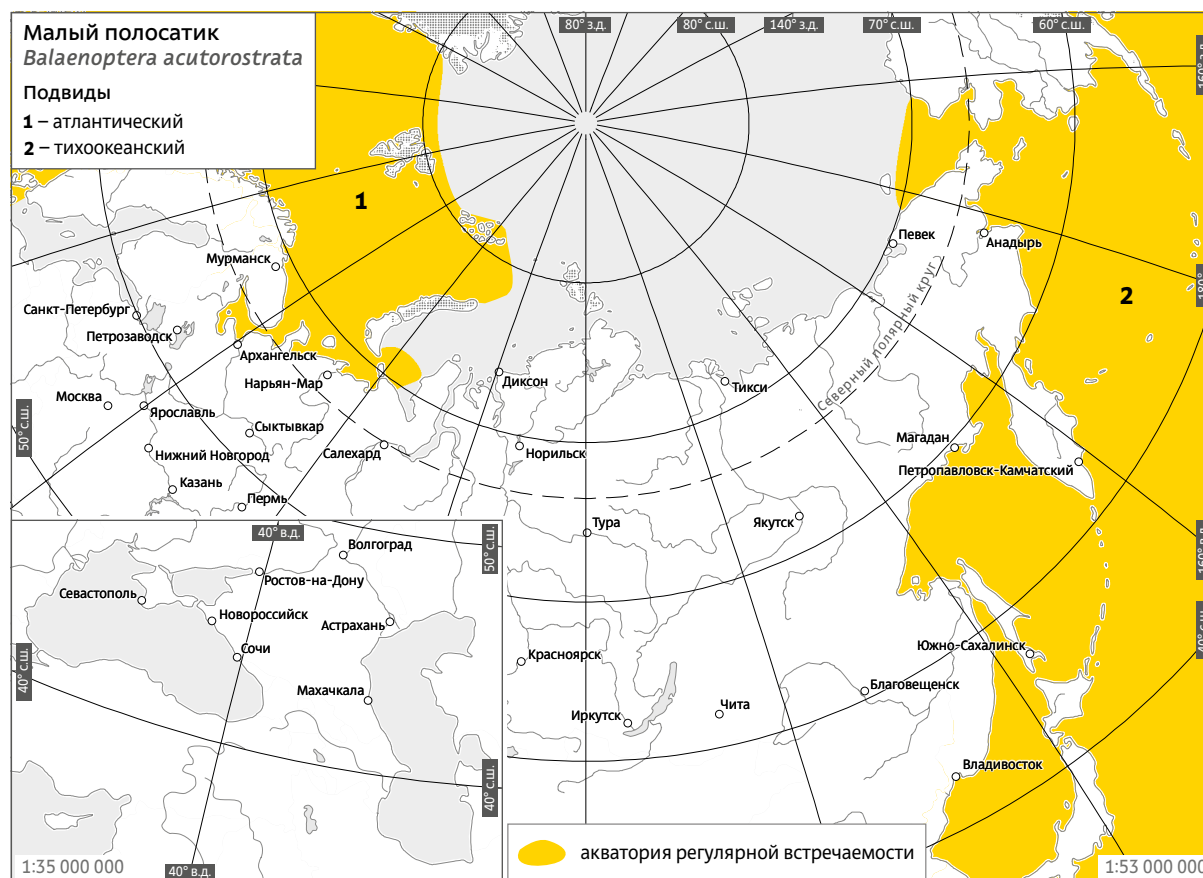 Малый полосатик
Balaenoptera acutorostrata
Подвиды
1 – атлантический
2 – тихоокеанский
80° з.д.
80° с.ш.
140° з.д.
70° с.ш.
60° с.ш.
160° з.д.
1
Певек
Анадырь
Мурманск
180°
2
Санкт-Петербург
Петрозаводск
Северный полярный круг
Архангельск
Нарьян-Мар
Диксон
Тикси
Москва
Ярославль
50° с.ш.
Сыктывкар
Магадан
Нижний Новгород
Салехард
Норильск
Петропавловск-Камчатский
Казань
Пермь
Тура
Якутск
40° в.д.
50° с.ш.
160° в.д.
Волгоград
Ростов-на-Дону
Севастополь
Новороссийск
Астрахань
40° с.ш.
Сочи
Южно-Сахалинск
Красноярск
40° с.ш.
Махачкала
Благовещенск
Иркутск
Чита
Владивосток
40° с.ш.
акватория регулярной встречаемости
1:35 000 000
40° в.д.
1:53 000 000